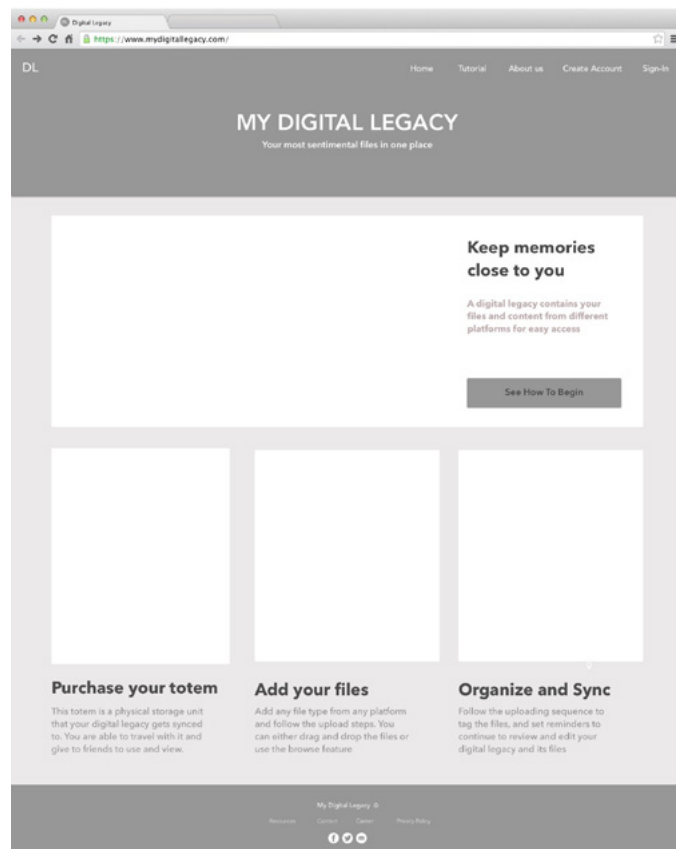 Digital Legacy
https://www.mydigitallegacy.com/
DL
Home Tutorial About us Create Account Sign-In
MY DIGITAL LEGACY
Your most sentimental files in one place
Keep memories
close to you
A digital legacy contains your
files and content from different
platforms for easy access
See How To Begin
Purchase your totem
This totem is a physical storage unit
that your digital legacy gets synced
to. You are able to travel with it and
give to friends to use and view.
Add your files
Add any file type from any platform
and follow the upload steps. You
can either drag and drop the files or
use the browse feature
Organize and Sync
Follow the uploading sequence to
tag the files, and set reminders to
continue to review and edit your
digital legacy and its files
My Digital Legacy ©
Resources Contact Career Privacy Policy